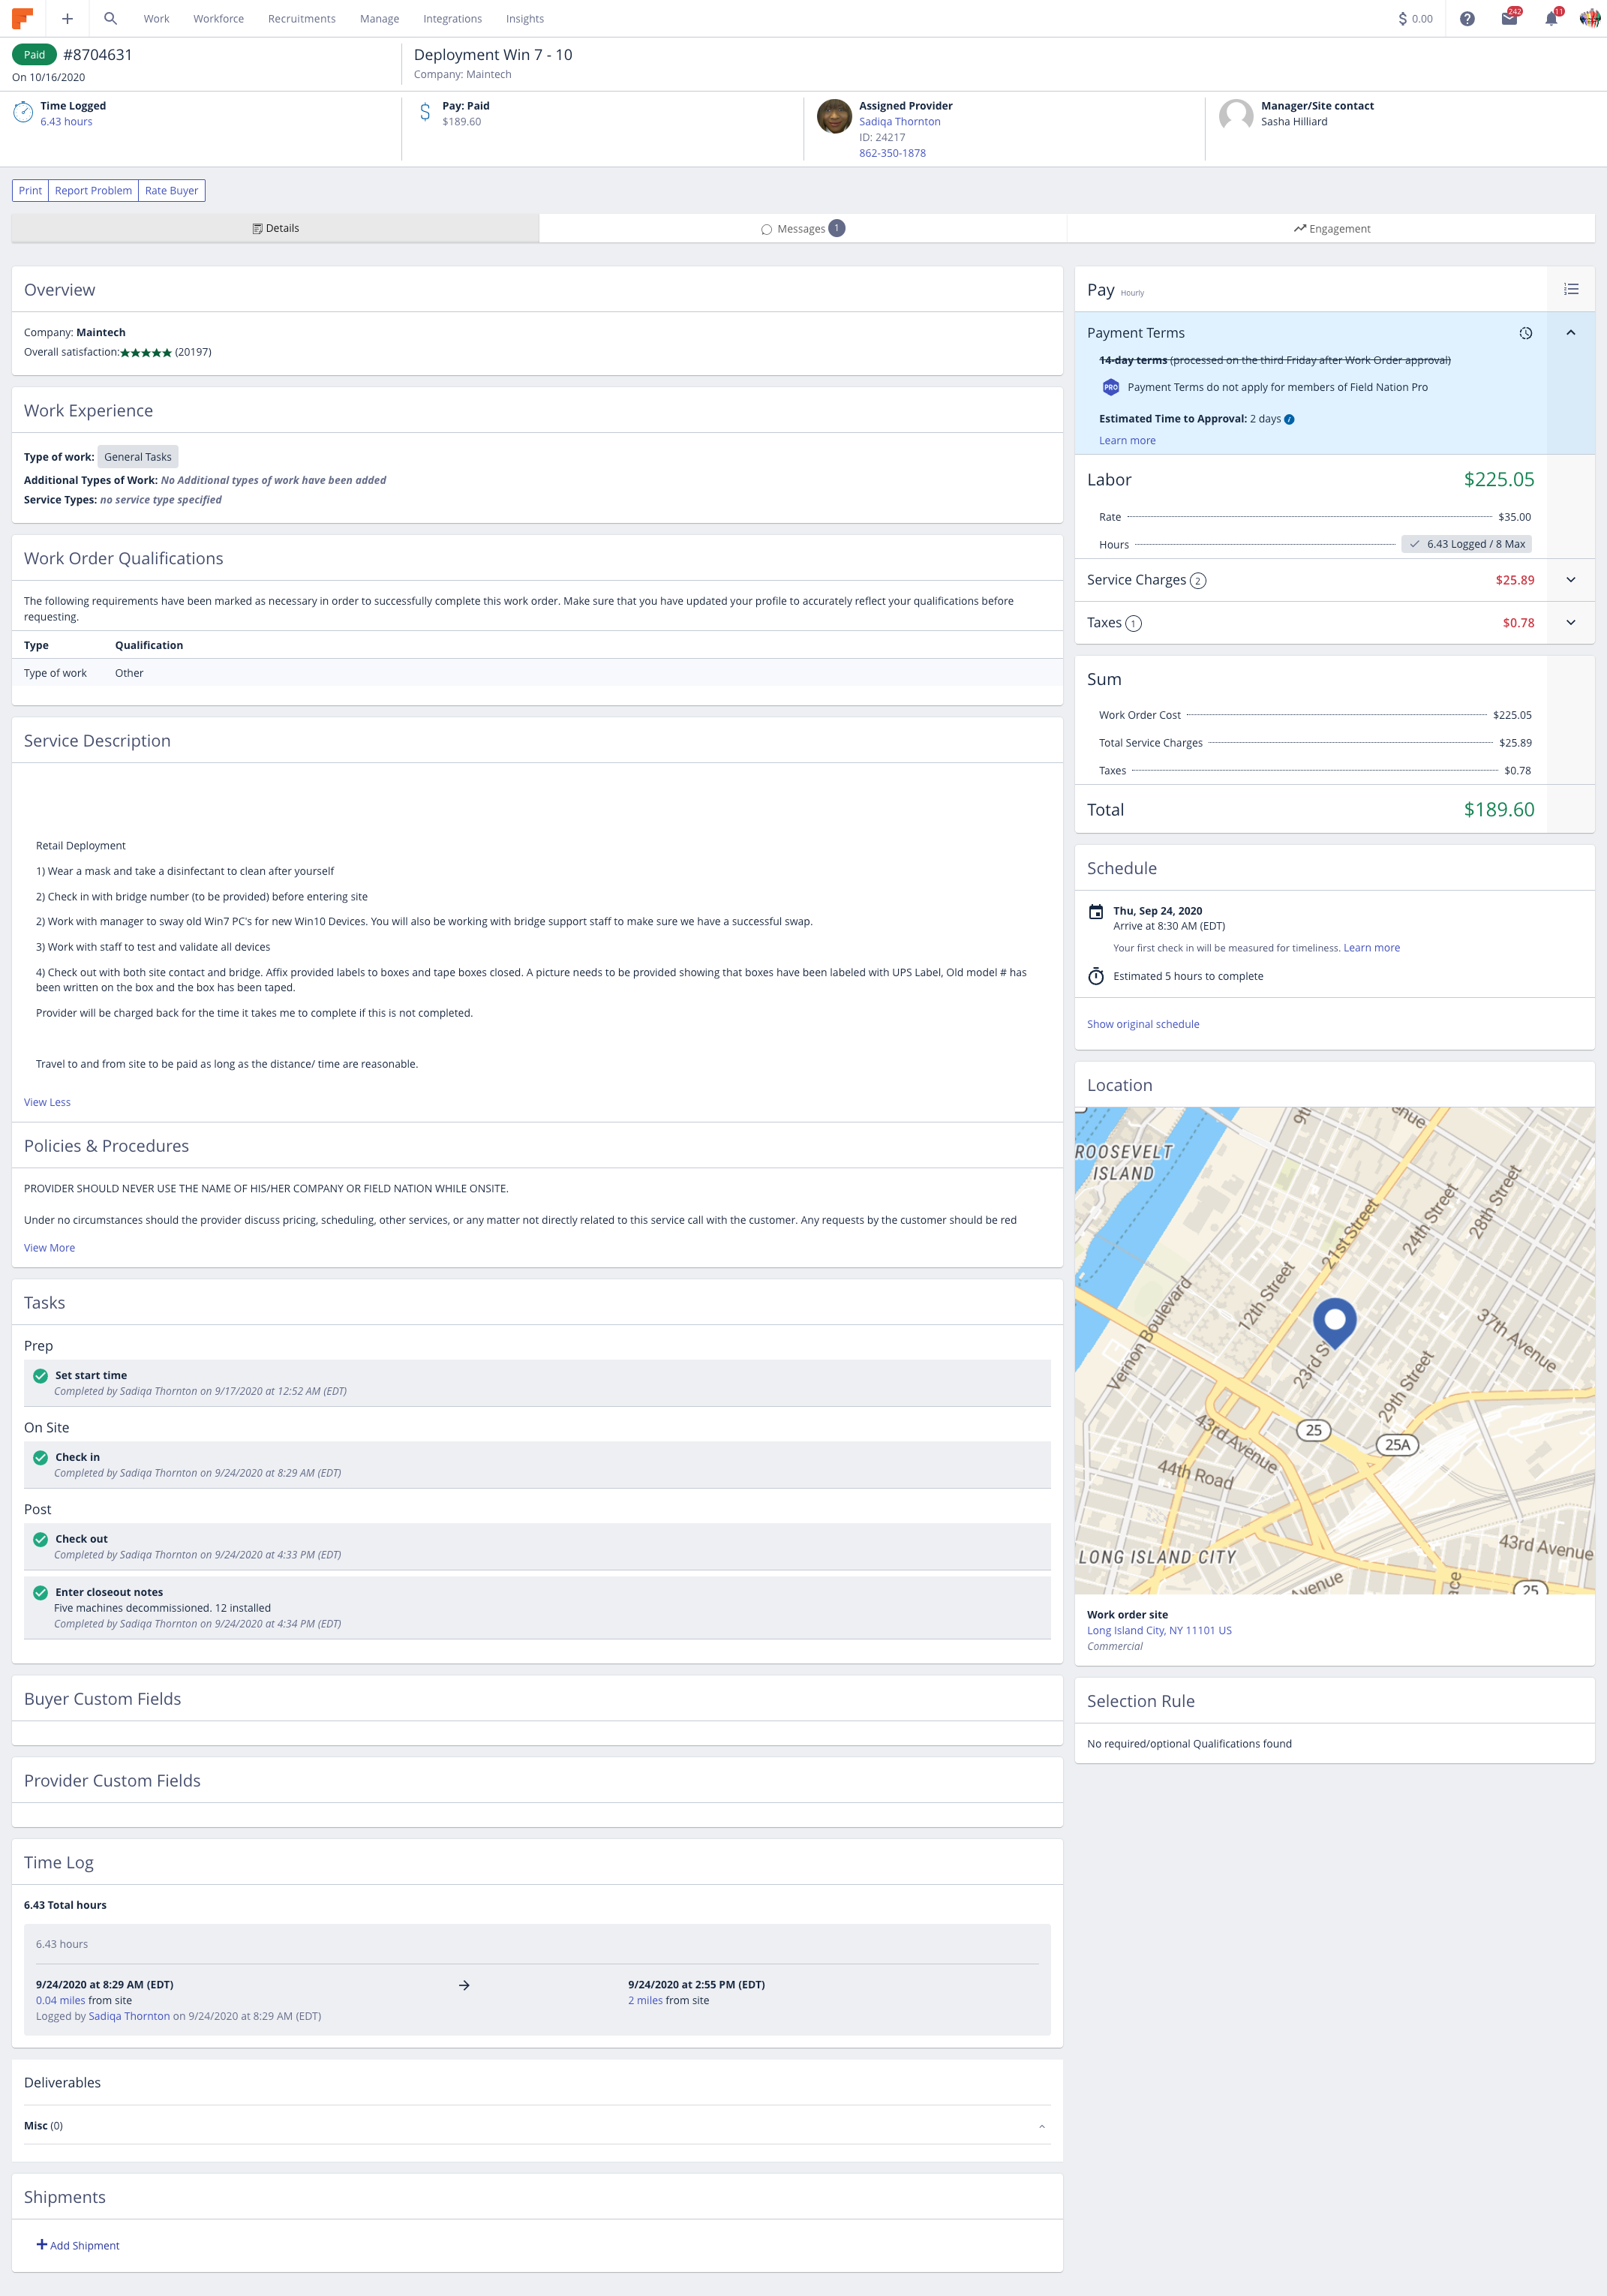 Work Workforce Recruitments Manage Integrations Insights $ 0.00 242 11
Paid #8704631
On 10/16/2020
Deployment Win 7 - 10
Company: Maintech
Time Logged
6.43 hours
Pay: Paid
$189.60
Assigned Provider
Sadiqa Thornton
ID: 24217
862-350-1878
Manager/Site contact
Sasha Hilliard
Print Report Problem Rate Buyer
Details Messages 1 Engagement
Overview
Company: Maintech
Overall satisfaction:★★★★★ (20197)
Work Experience
Type of work: General Tasks
Additional Types of Work: No Additional types of work have been added
Service Types: no service type specified
Work Order Qualifications
The following requirements have been marked as necessary in order to successfully complete this work order. Make sure that you have updated your profile to accurately reflect your qualifications before
requesting.
Type Qualification
Type of work Other
Service Description
Retail Deployment
1) Wear a mask and take a disinfectant to clean after yourself
2) Check in with bridge number (to be provided) before entering site
2) Work with manager to sway old Win7 PC's for new Win10 Devices. You will also be working with bridge support staff to make sure we have a successful swap.
3) Work with staff to test and validate all devices
4) Check out with both site contact and bridge. Affix provided labels to boxes and tape boxes closed. A picture needs to be provided showing that boxes have been labeled with UPS Label, Old model # has
been written on the box and the box has been taped.
Provider will be charged back for the time it takes me to complete if this is not completed.
Travel to and from site to be paid as long as the distance/ time are reasonable.
View Less
Policies & Procedures
PROVIDER SHOULD NEVER USE THE NAME OF HIS/HER COMPANY OR FIELD NATION WHILE ONSITE.
Under no circumstances should the provider discuss pricing, scheduling, other services, or any matter not directly related to this service call with the customer. Any requests by the customer should be red
View More
Tasks
Prep
Set start time
Completed by Sadiqa Thornton on 9/17/2020 at 12:52 AM (EDT)
On Site
Check in
Completed by Sadiqa Thornton on 9/24/2020 at 8:29 AM (EDT)
Post
Check out
Completed by Sadiqa Thornton on 9/24/2020 at 4:33 PM (EDT)
Enter closeout notes
Five machines decommissioned. 12 installed
Completed by Sadiqa Thornton on 9/24/2020 at 4:34 PM (EDT)
Buyer Custom Fields
Provider Custom Fields
Time Log
6.43 Total hours
6.43 hours
9/24/2020 at 8:29 AM (EDT) → 9/24/2020 at 2:55 PM (EDT)
0.04 miles from site 2 miles from site
Logged by Sadiqa Thornton on 9/24/2020 at 8:29 AM (EDT)
Deliverables
Misc (0)
Shipments
+ Add Shipment
Pay Hourly
Payment Terms
14-day terms (processed on the third Friday after Work Order approval)
PRO Payment Terms do not apply for members of Field Nation Pro
Estimated Time to Approval: 2 days
Learn more
Labor $225.05
Rate $35.00
Hours 6.43 Logged / 8 Max
Service Charges 2 $25.89
Taxes 1 $0.78
Sum
Work Order Cost $225.05
Total Service Charges $25.89
Taxes $0.78
Total $189.60
Schedule
Thu, Sep 24, 2020
Arrive at 8:30 AM (EDT)
Your first check in will be measured for timeliness. Learn more
Estimated 5 hours to complete
Show original schedule
Location
ROOSEVELT
ISLAND
21st Street
24th Street
28th Street
12th Street
Vernon Boulevard
23rd S
37th Avenue
29th Street
43rd Avenue
25
25A
44th Road
43rd Avenue
LONG ISLAND CITY
25
Work order site
Long Island City, NY 11101 US
Commercial
Selection Rule
No required/optional Qualifications found